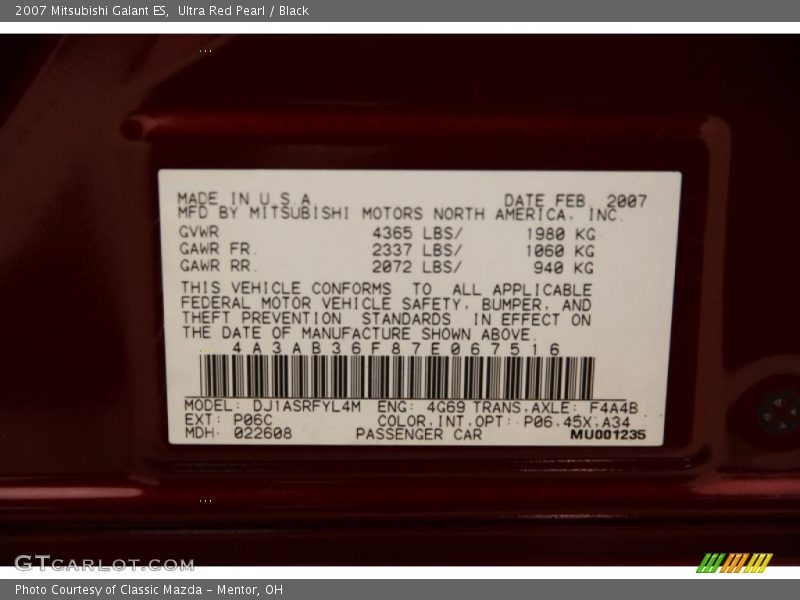 2007 Mitsubishi Galant ES, Ultra Red Pearl / Black
MADE IN U.S.A. DATE FEB. 2007
MFD BY MITSUBISHI MOTORS NORTH AMERICA, INC.
GVWR 4365 LBS/ 1980 KG
GAWR FR. 2337 LBS/ 1060 KG
GAWR RR. 2072 LBS/ 940 KG
THIS VEHICLE CONFORMS TO ALL APPLICABLE
FEDERAL MOTOR VEHICLE SAFETY, BUMPER, AND
THEFT PREVENTION STANDARDS IN EFFECT ON
THE DATE OF MANUFACTURE SHOWN ABOVE.
4A3AB36F87E067516
MODEL: DJ1ASRFYL4M ENG: 4G69 TRANS.AXLE: F4A4B
EXT: P06C COLOR.INT.OPT: P06.45X.A34
MDH- 022608 PASSENGER CAR MU001235
GTCARLOT.COM
Photo Courtesy of Classic Mazda - Mentor, OH